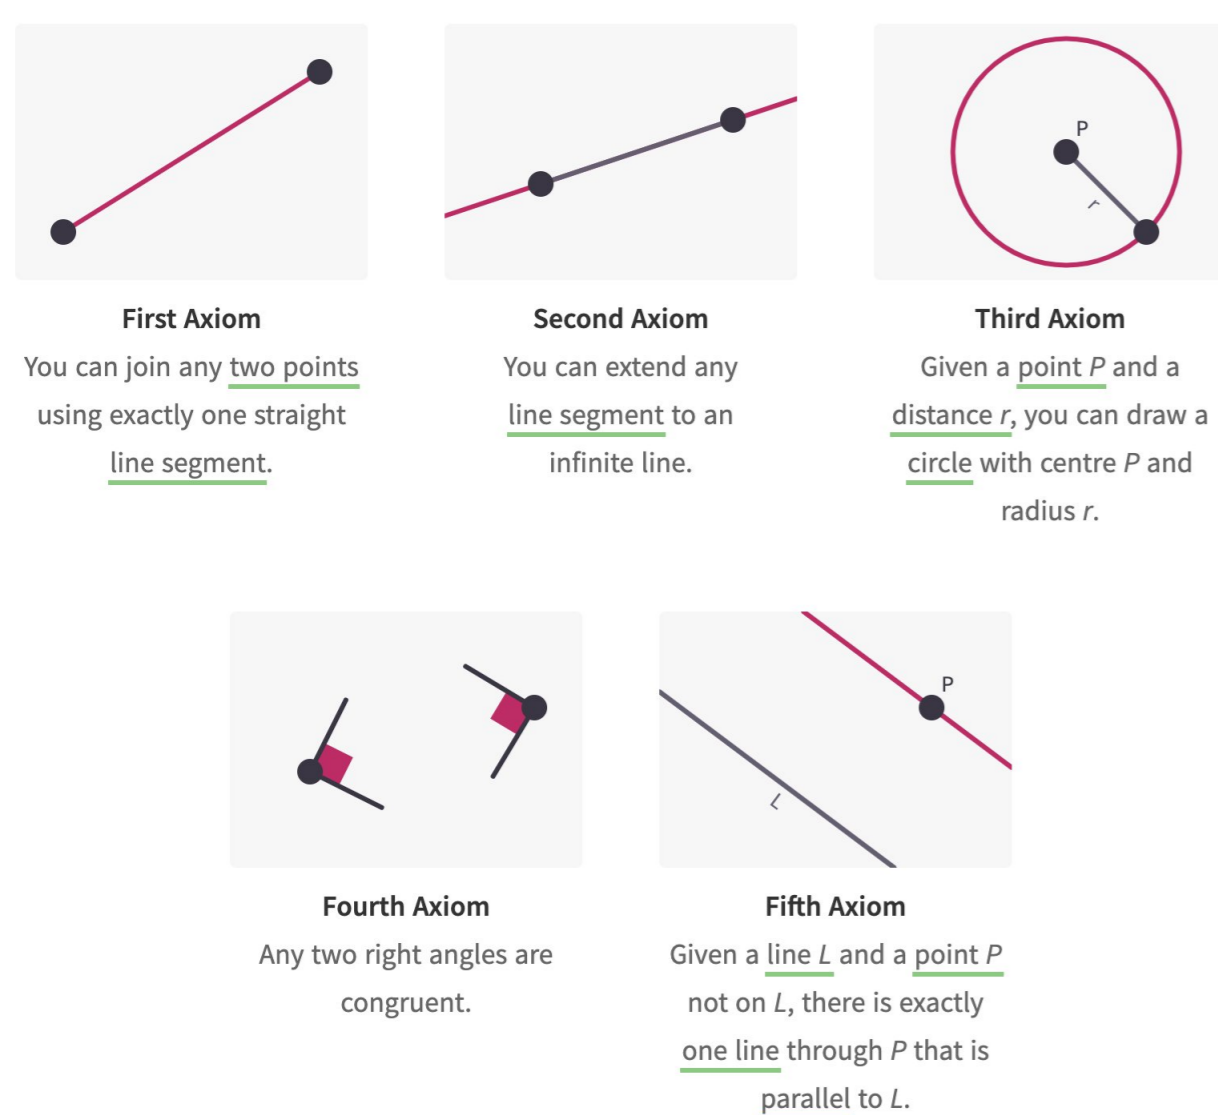 P
r
First Axiom
You can join any two points
using exactly one straight
line segment.
Second Axiom
You can extend any
line segment to an
infinite line.
Third Axiom
Given a point P and a
distance r, you can draw a
circle with centre P and
radius r.
P
L
Fourth Axiom
Any two right angles are
congruent.
Fifth Axiom
Given a line L and a point P
not on L, there is exactly
one line through P that is
parallel to L.